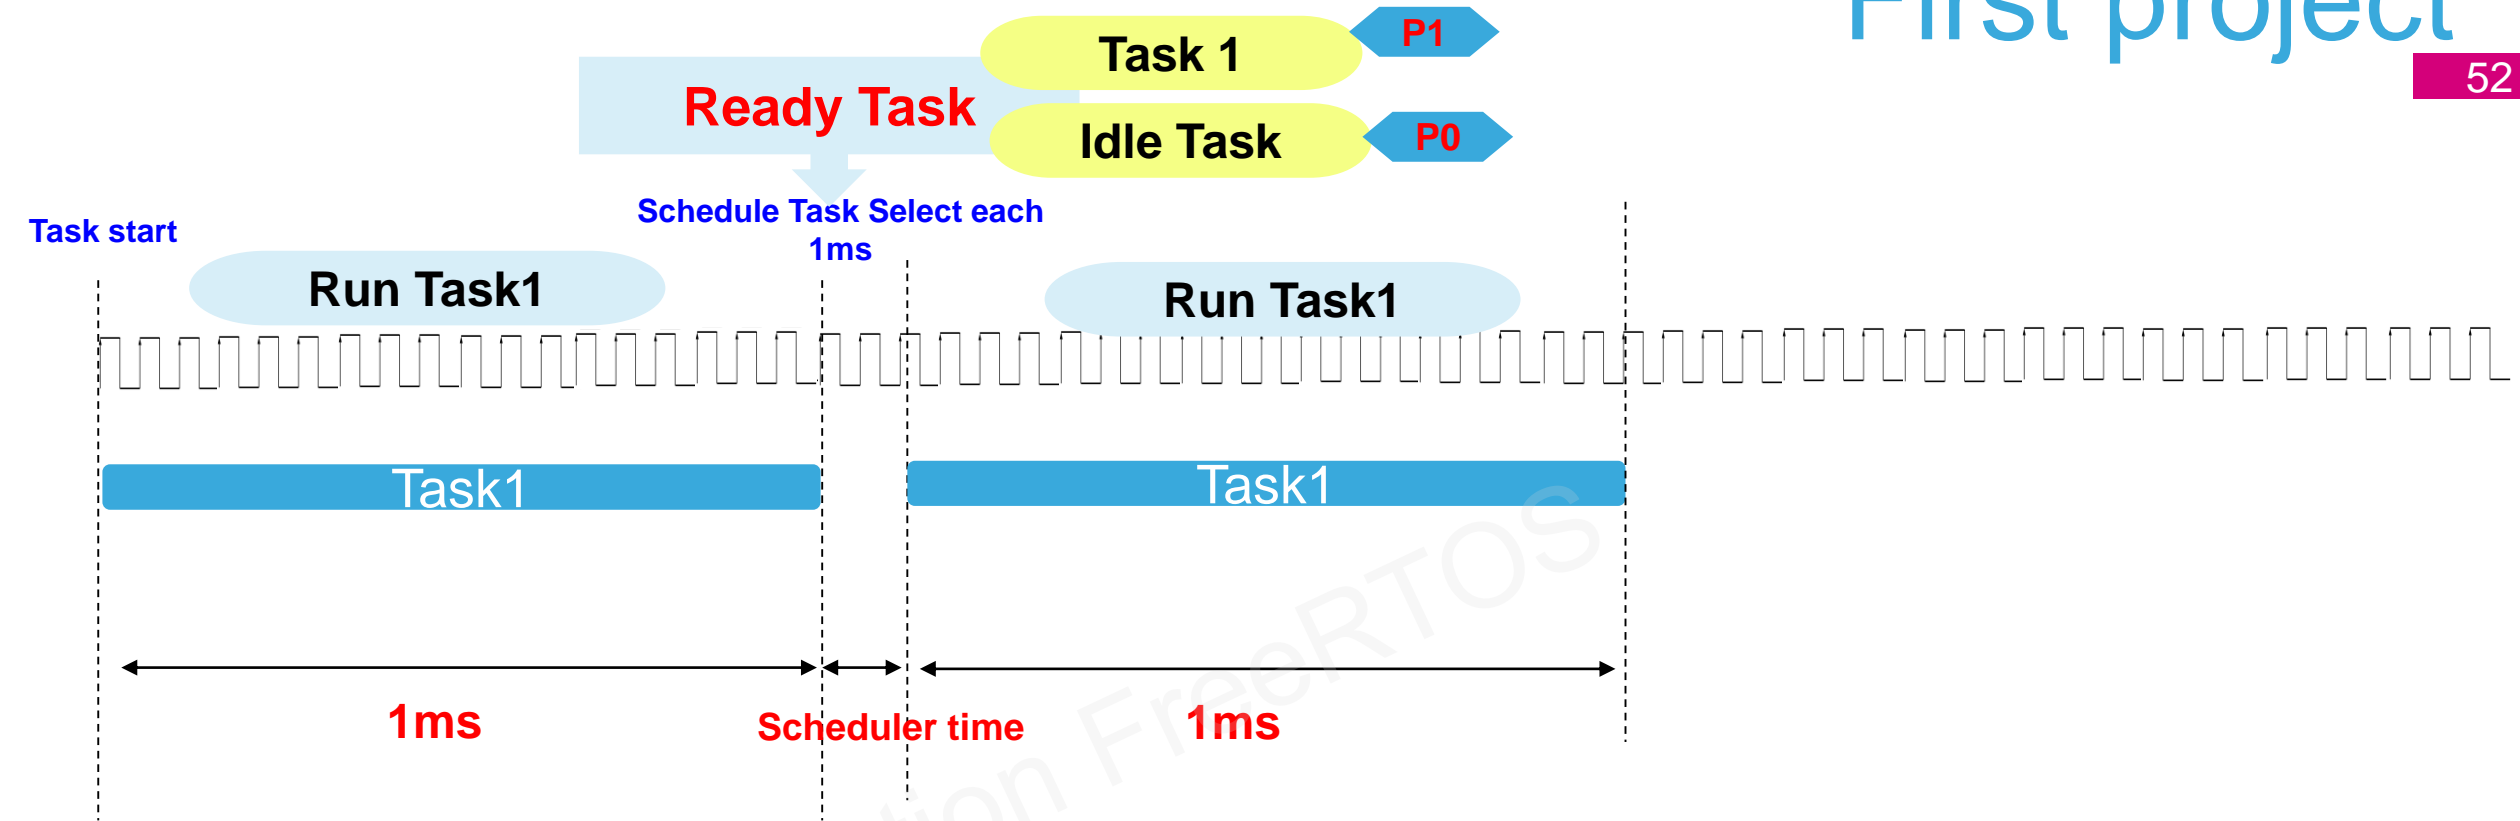 First project
52
Task 1
P1
Ready Task
Idle Task
P0
Schedule Task Select each
1ms
Task start
Run Task1
Run Task1
Task1
Task1
1ms
Scheduler time
1ms
FreeRTOS